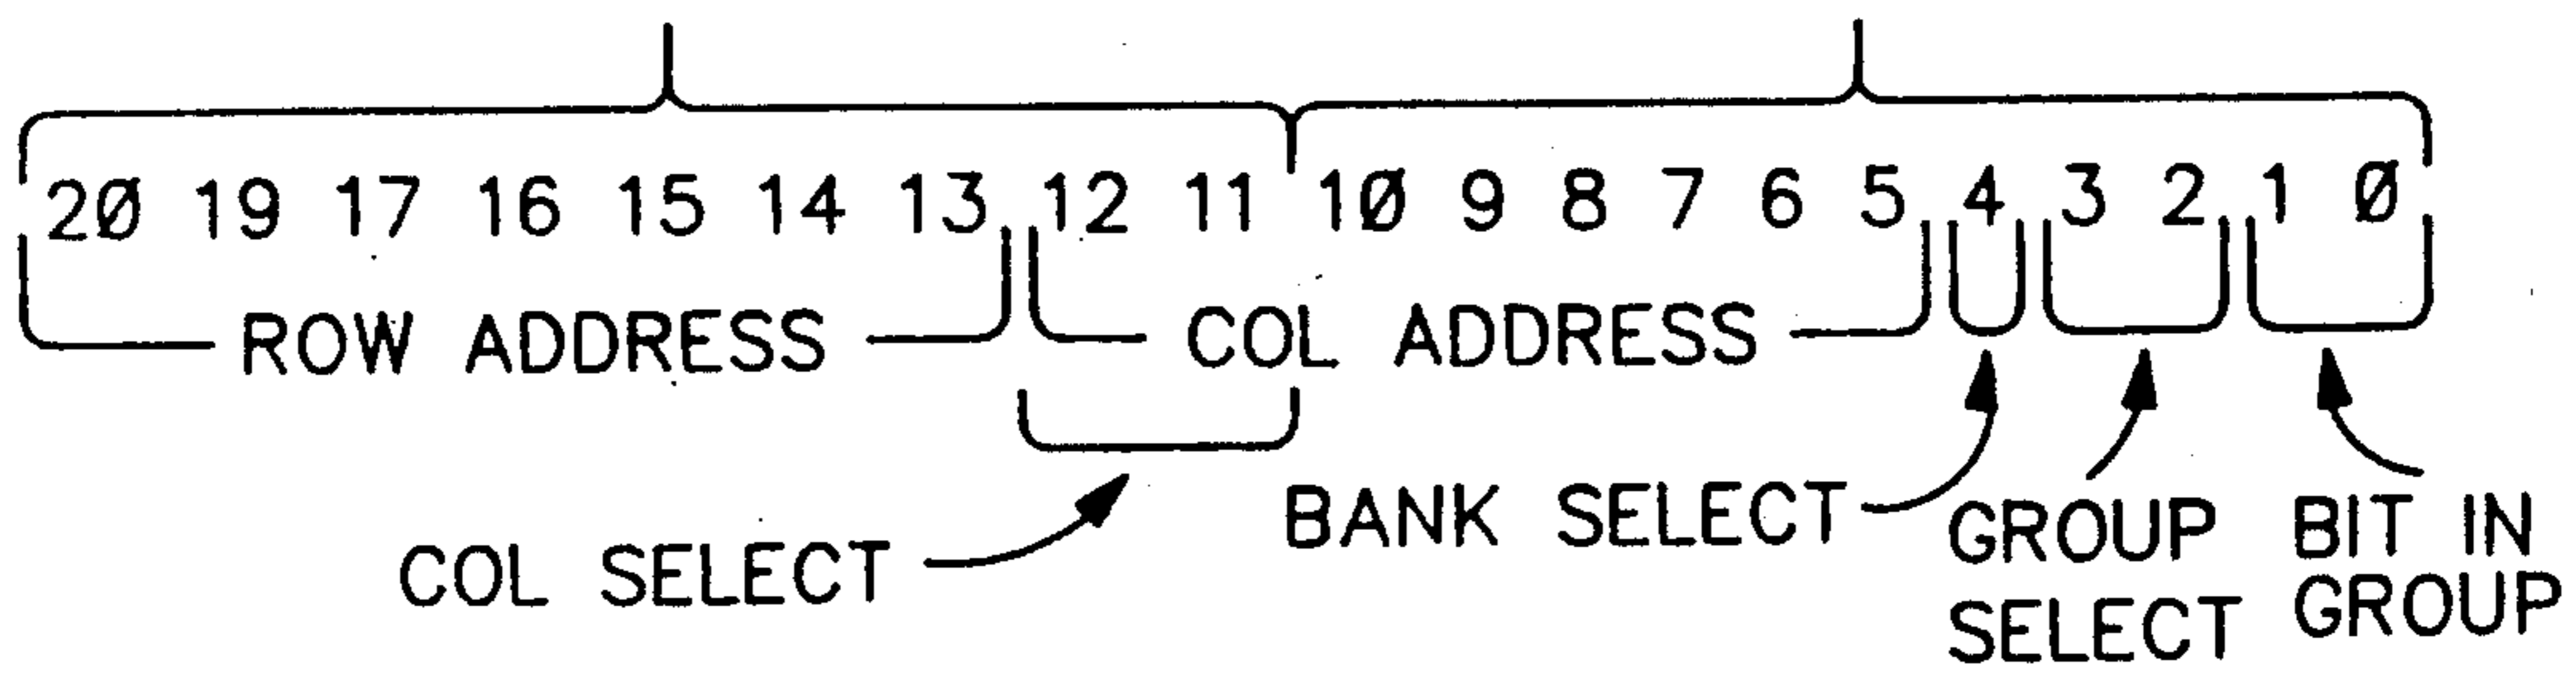 20 19 17 16 15 14 13 12 11 10 9 8 7 6 5 4 3 2 1 0
ROW ADDRESS COL ADDRESS
COL SELECT
BANK SELECT
GROUP
SELECT
BIT IN
GROUP